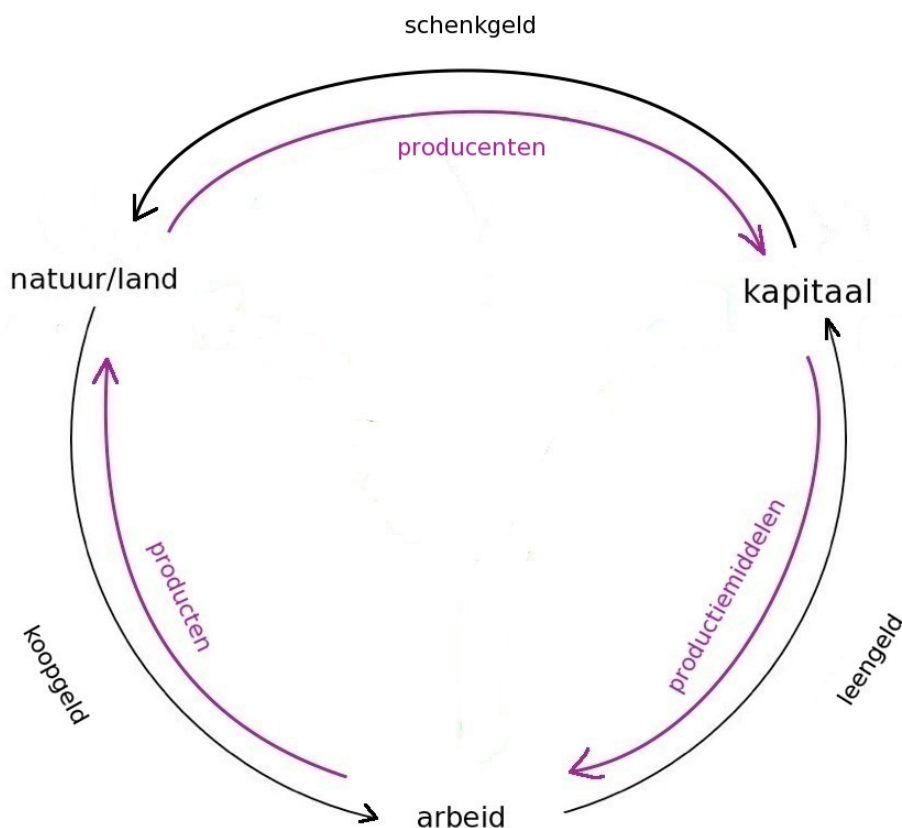 schenkgeld
producenten
natuur/land
kapitaal
producten
productiemiddelen
koopgeld
leengeld
arbeid